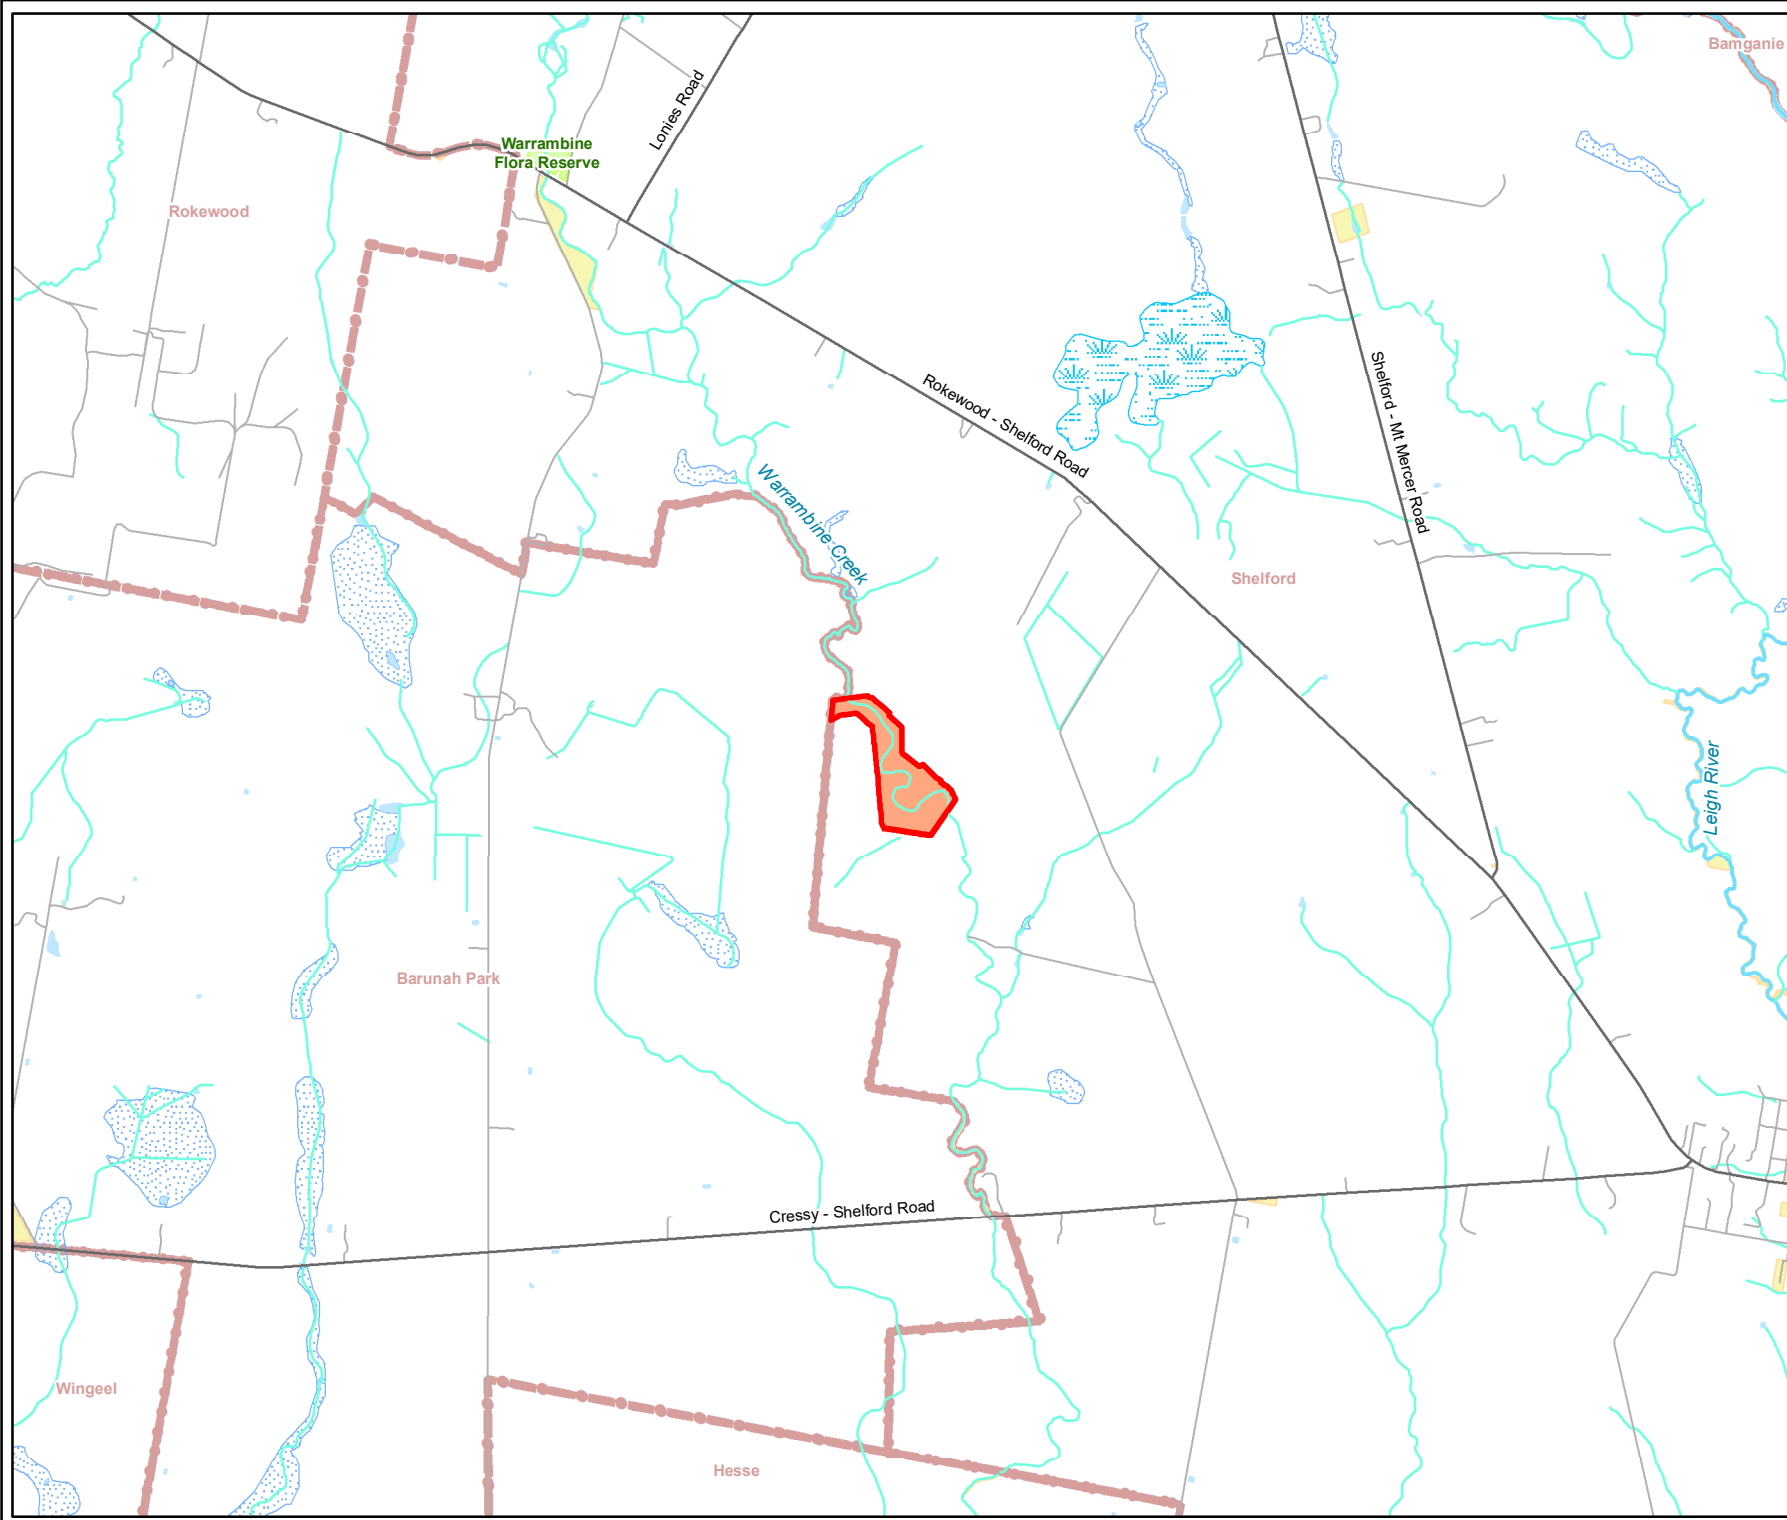 Bamganie
Lonies Road
Warrambine
Flora Reserve
Rokewood
Rokewood - Shelford Road
Shelford - Mt Mercer Road
Warrambine Creek
Shelford
Leigh River
Barunah Park
Cressy - Shelford Road
Wingeel
Hesse